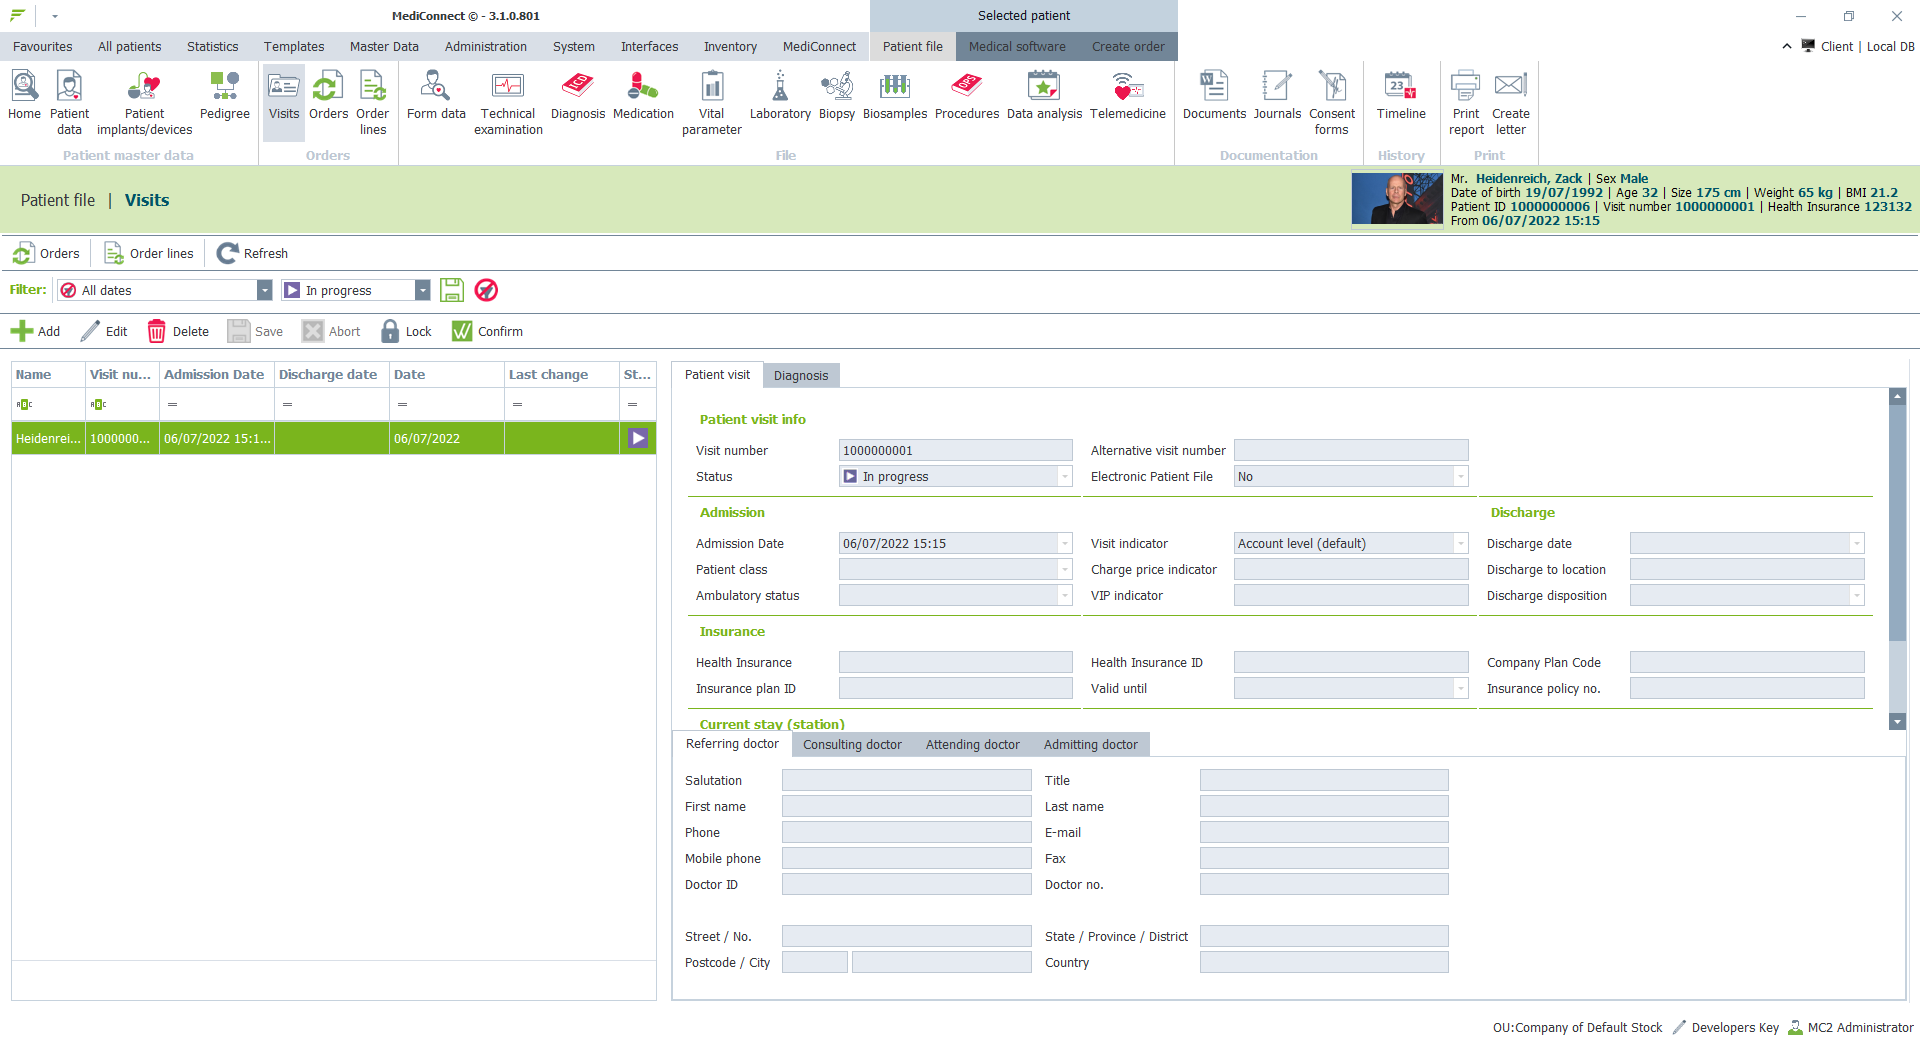 MediConnect © - 3.1.0.801
Selected patient
Favourites All patients Statistics Templates Master Data Administration System Interfaces Inventory MediConnect Patient file Medical software Create order
Client | Local DB
Home Patient data Patient implants/devices Pedigree Visits Orders Order lines Form data Technical examination Diagnosis Medication Vital parameter Laboratory Biopsy Biosamples Procedures Data analysis Telemedicine Documents Journals Consent forms Timeline Print report Create letter
Patient master data Orders File Documentation History Print
Patient file | Visits
Mr. Heidenreich, Zack | Sex Male
Date of birth 19/07/1992 | Age 32 | Size 175 cm | Weight 65 kg | BMI 21.2
Patient ID 1000000006 | Visit number 1000000001 | Health Insurance 123132
From 06/07/2022 15:15
Orders Order lines Refresh
Filter: All dates In progress
Add Edit Delete Save Abort Lock Confirm
Name Visit nu... Admission Date Discharge date Date Last change St...
= = = = =
Heidenrei... 1000000... 06/07/2022 15:1... 06/07/2022
Patient visit Diagnosis
Patient visit info
Visit number 1000000001 Alternative visit number
Status In progress Electronic Patient File No
Admission Discharge
Admission Date 06/07/2022 15:15 Visit indicator Account level (default) Discharge date
Patient class Charge price indicator Discharge to location
Ambulatory status VIP indicator Discharge disposition
Insurance
Health Insurance Health Insurance ID Company Plan Code
Insurance plan ID Valid until Insurance policy no.
Current stay (station)
Referring doctor Consulting doctor Attending doctor Admitting doctor
Salutation Title
First name Last name
Phone E-mail
Mobile phone Fax
Doctor ID Doctor no.
Street / No. State / Province / District
Postcode / City Country
OU:Company of Default Stock Developers Key MC2 Administrator